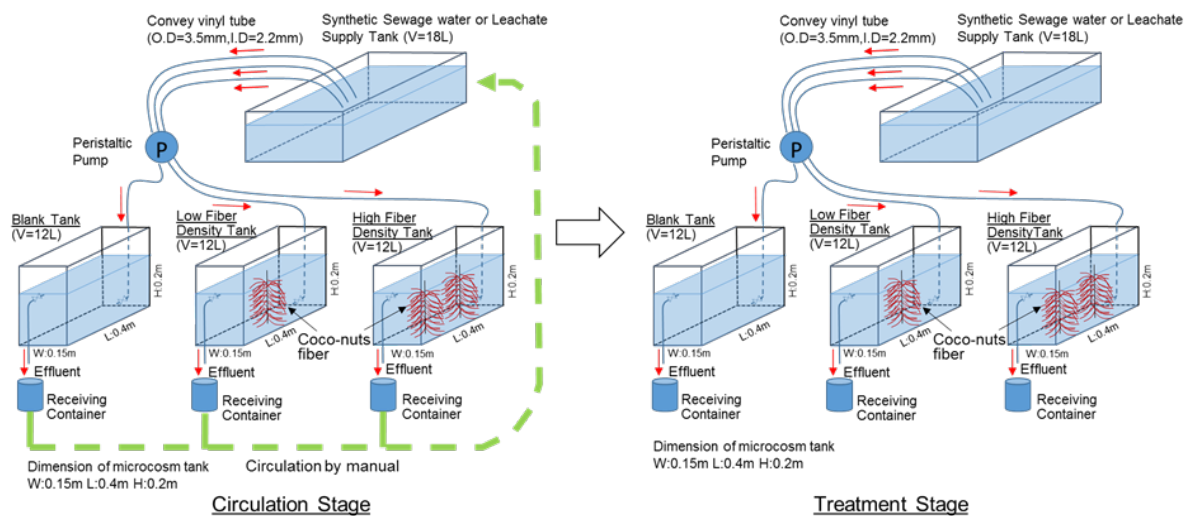 Convey vinyl tube
(O.D=3.5mm,I.D=2.2mm)
Synthetic Sewage water or Leachate
Supply Tank (V=18L)
Peristaltic
Pump
P
Blank Tank
(V=12L)
Low Fiber
Density Tank
(V=12L)
High Fiber
Density Tank
(V=12L)
H:0.2m
H:0.2m
H:0.2m
L:0.4m
L:0.4m
L:0.4m
W:0.15m
W:0.15m
W:0.15m
Coco-nuts
fiber
Effluent
Effluent
Effluent
Receiving
Container
Receiving
Container
Receiving
Container
Dimension of microcosm tank
W:0.15m L:0.4m H:0.2m
Circulation by manual
Circulation Stage
Convey vinyl tube
(O.D=3.5mm,I.D=2.2mm)
Synthetic Sewage water or Leachate
Supply Tank (V=18L)
Peristaltic
Pump
P
Blank Tank
(V=12L)
Low Fiber
Density Tank
(V=12L)
High Fiber
DensityTank
(V=12L)
H:0.2m
H:0.2m
H:0.2m
L:0.4m
L:0.4m
L:0.4m
W:0.15m
W:0.15m
W:0.15m
Coco-nuts
fiber
Effluent
Effluent
Effluent
Receiving
Container
Receiving
Container
Receiving
Container
Dimension of microcosm tank
W:0.15m L:0.4m H:0.2m
Treatment Stage